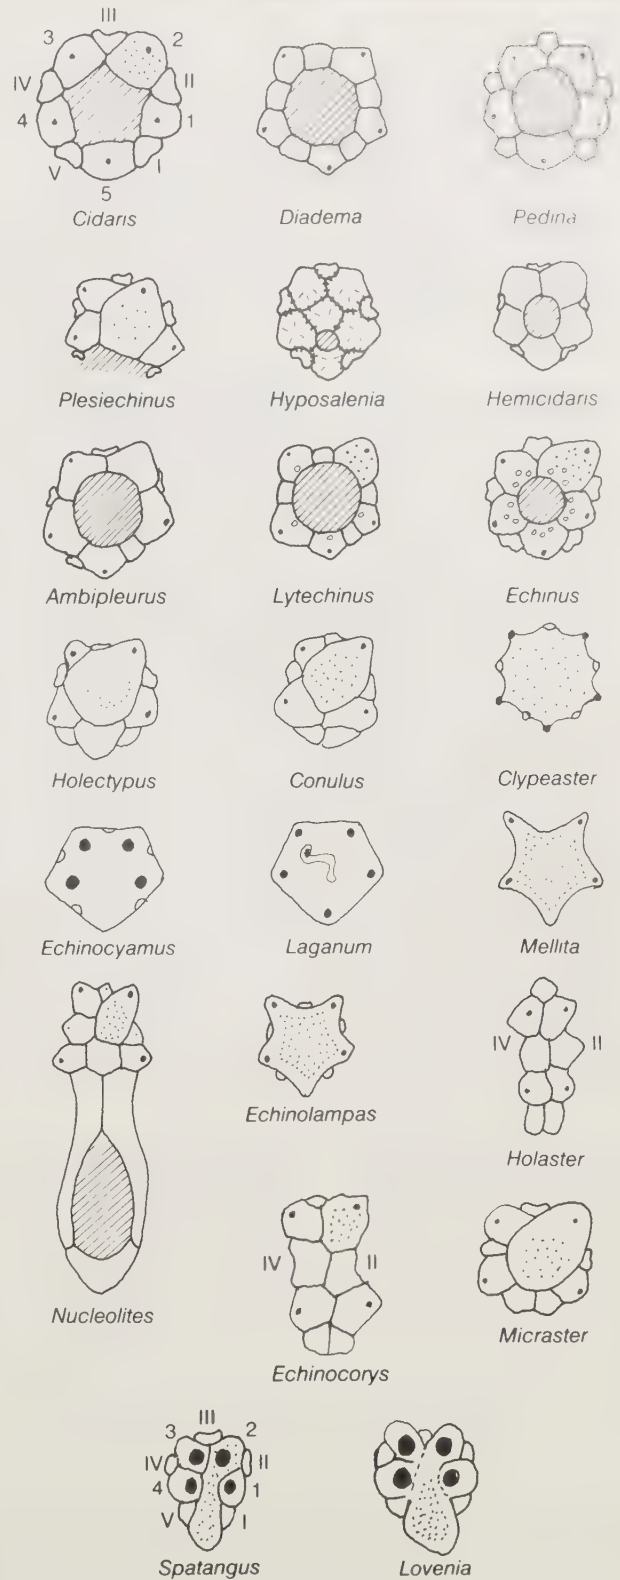 III
3 2
IV II
4 1
V I
5
Cidaris Diadema Pedina
Plesiechinus Hyposalenia Hemicidaris
Ambipleurus Lytechinus Echinus
Holectypus Conulus Clypeaster
Echinocyamus Laganum Mellita
IV II
Echinolampas
Holaster
IV II
Nucleolites
Micraster
Echinocorys
III
3 2
IV II
4 1
V I
Spatangus Lovenia